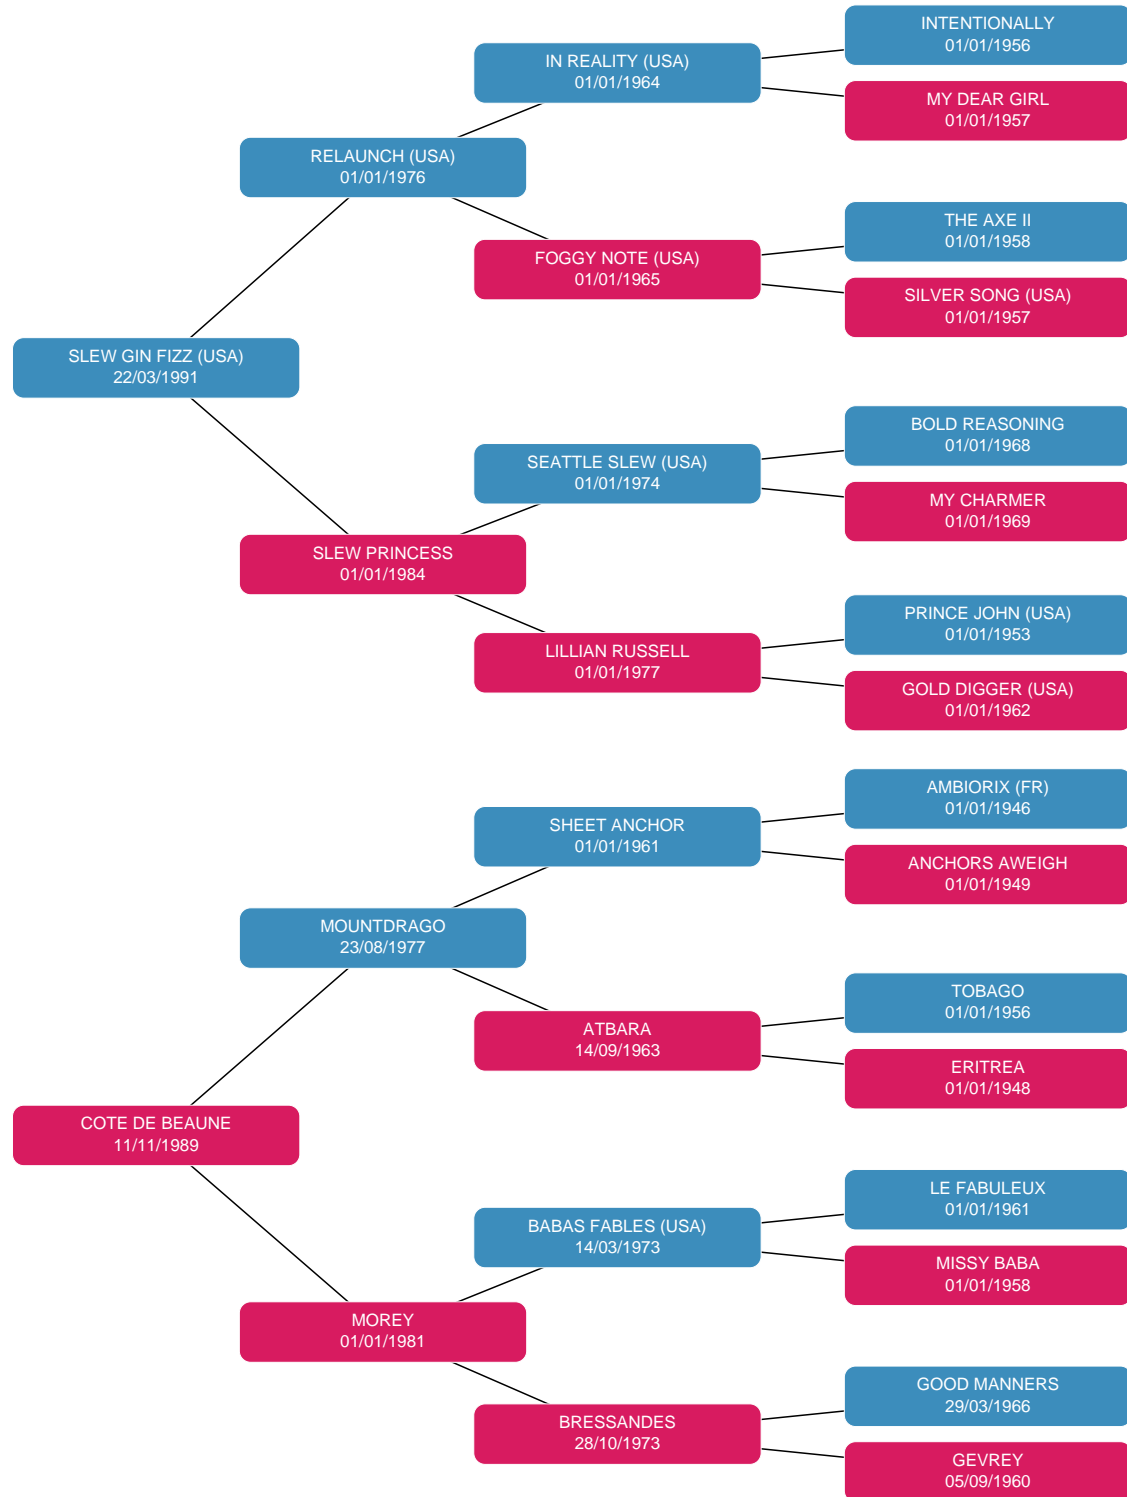 INTENTIONALLY
01/01/1956
IN REALITY (USA)
01/01/1964
MY DEAR GIRL
01/01/1957
RELAUNCH (USA)
01/01/1976
THE AXE II
01/01/1958
FOGGY NOTE (USA)
01/01/1965
SILVER SONG (USA)
01/01/1957
SLEW GIN FIZZ (USA)
22/03/1991
BOLD REASONING
01/01/1968
SEATTLE SLEW (USA)
01/01/1974
MY CHARMER
01/01/1969
SLEW PRINCESS
01/01/1984
PRINCE JOHN (USA)
01/01/1953
LILLIAN RUSSELL
01/01/1977
GOLD DIGGER (USA)
01/01/1962
AMBIORIX (FR)
01/01/1946
SHEET ANCHOR
01/01/1961
ANCHORS AWEIGH
01/01/1949
MOUNTDRAGO
23/08/1977
TOBAGO
01/01/1956
ATBARA
14/09/1963
ERITREA
01/01/1948
COTE DE BEAUNE
11/11/1989
LE FABULEUX
01/01/1961
BABAS FABLES (USA)
14/03/1973
MISSY BABA
01/01/1958
MOREY
01/01/1981
GOOD MANNERS
29/03/1966
BRESSANDES
28/10/1973
GEVREY
05/09/1960